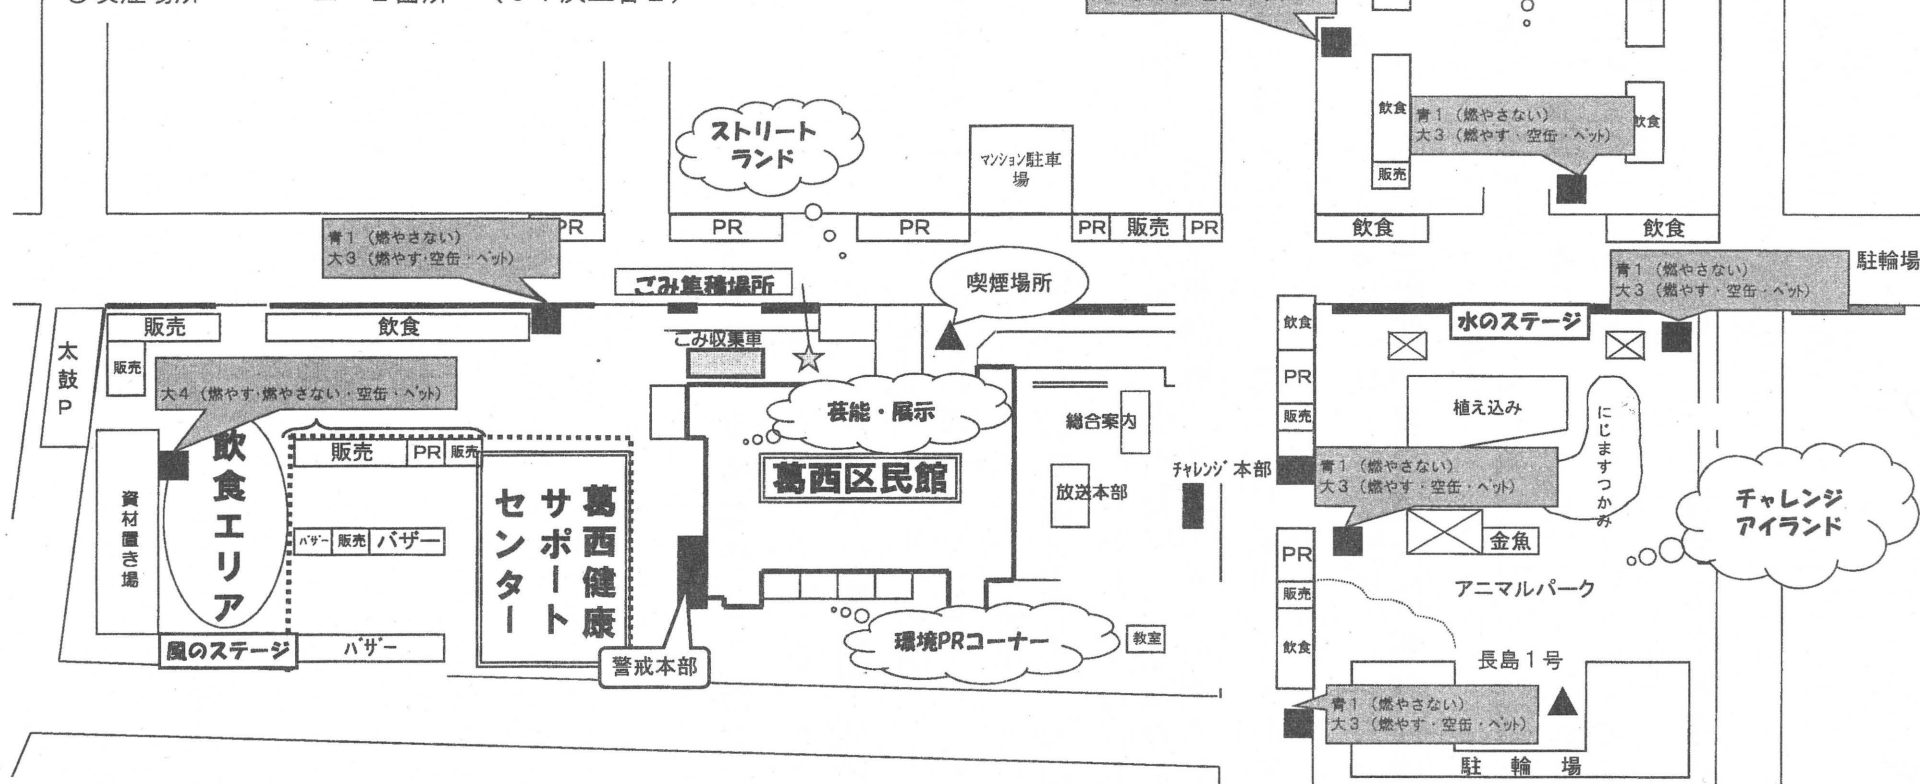 ストリート
ランド
マンション駐車
場
飲食
販売
青1（燃やさない）
大3（燃やす・空缶・ペット）
飲食
PR
PR
PR
PR
販売
PR
飲食
飲食
青1（燃やさない）
大3（燃やす・空缶・ペット）
ごみ集積場所
喫煙場所
青1（燃やさない）
大3（燃やす・空缶・ペット）
駐輪場
太鼓P
販売
飲食
販売
ごみ収集車
飲食
PR
販売
水のステージ
大4（燃やす・燃やさない・空缶・ペット）
芸能・展示
総合案内
植え込み
にじますつかみ
飲食エリア
販売
PR
販売
葛西区民館
放送本部
チャレンジ本部
青1（燃やさない）
大3（燃やす・空缶・ペット）
チャレンジ
アイランド
資材置き場
バザー
販売
バザー
葛西健康
サポート
センター
PR
販売
飲食
金魚
アニマルパーク
風のステージ
バザー
警戒本部
環境PRコーナー
教室
長島1号
青1（燃やさない）
大3（燃やす・空缶・ペット）
駐輪場